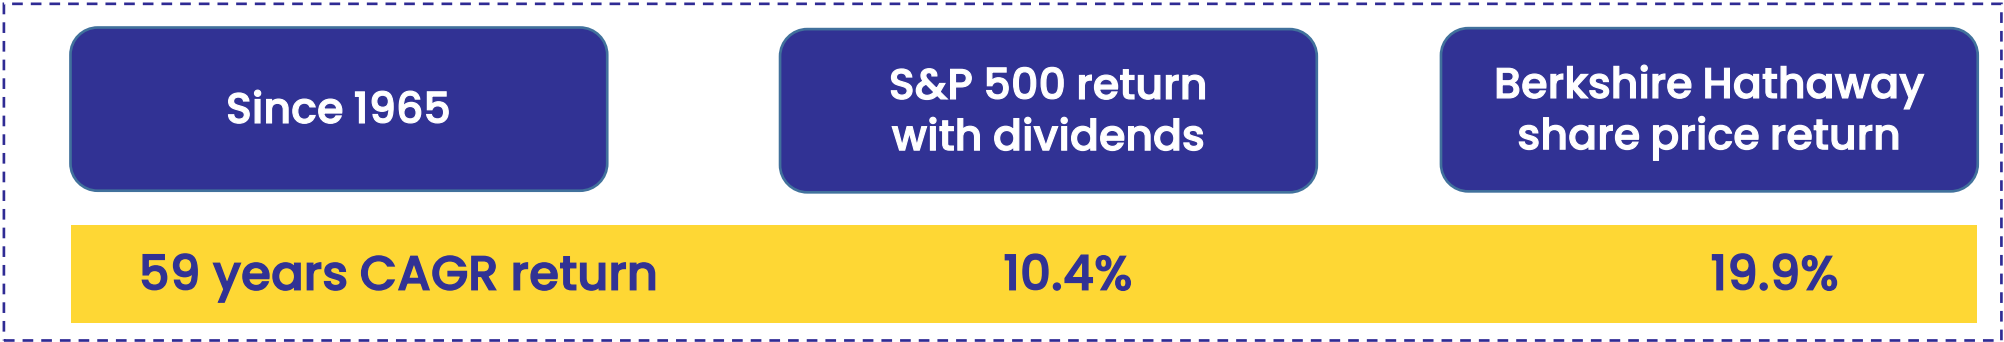 Since 1965
S&P 500 return
with dividends
Berkshire Hathaway
share price return
59 years CAGR return
10.4%
19.9%